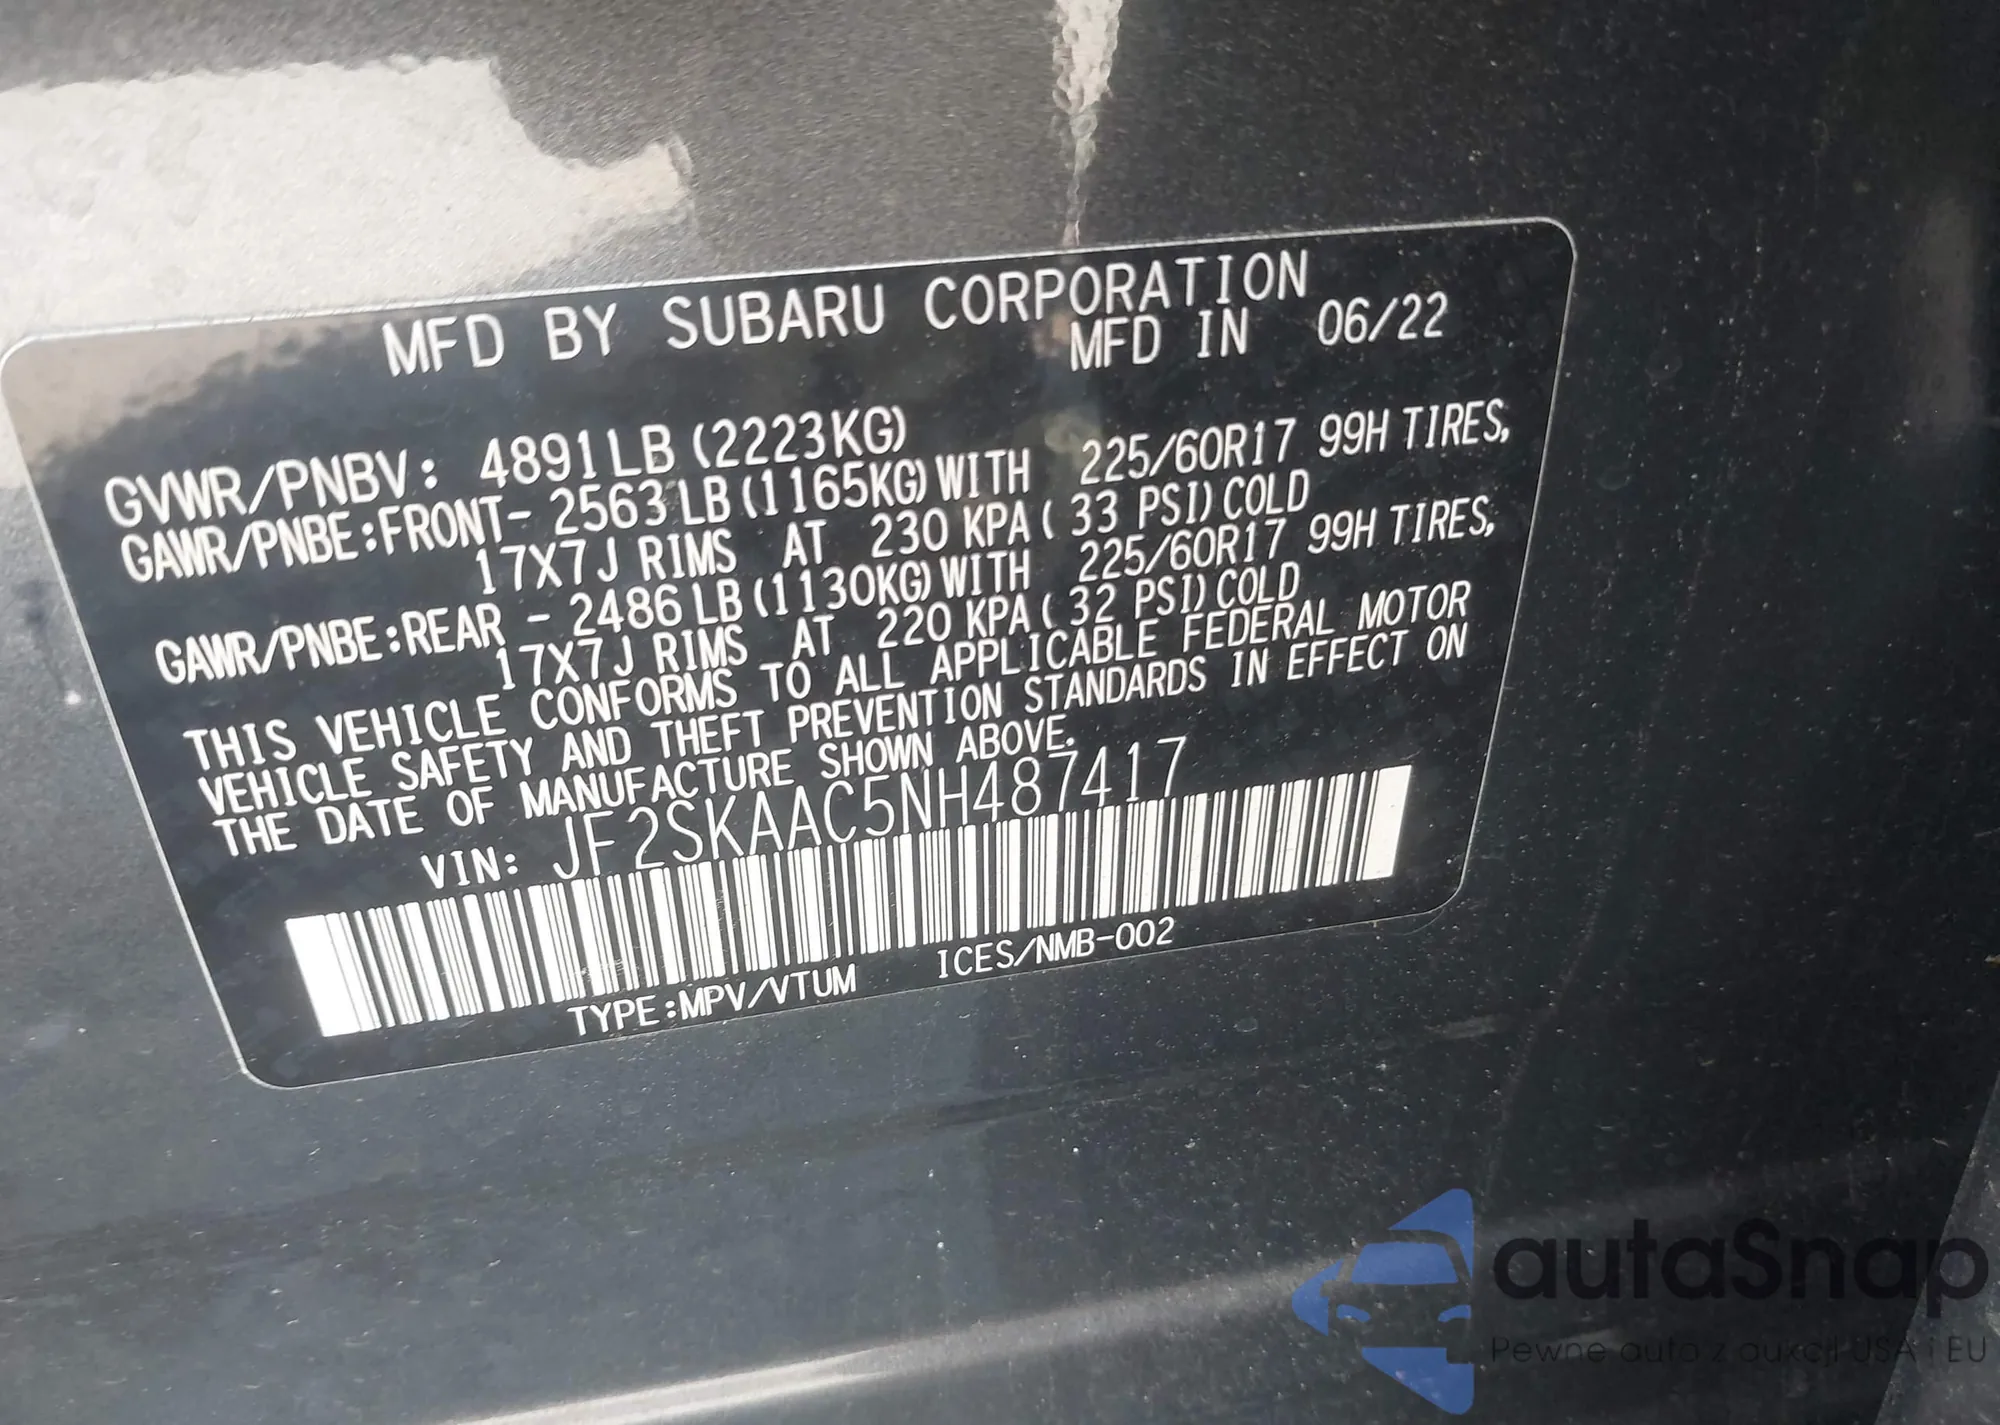 MFD BY SUBARU CORPORATION
MFD IN 06/22
GVWR/PNBV: 4891LB (2223KG)
GAWR/PNBE:FRONT- 2563LB(1165KG)WITH 225/60R17 99H TIRES,
17X7J RIMS AT 230 KPA( 33 PSI)COLD
GAWR/PNBE:REAR - 2486LB(1130KG)WITH 225/60R17 99H TIRES,
17X7J RIMS AT 220 KPA( 32 PSI)COLD
THIS VEHICLE CONFORMS TO ALL APPLICABLE FEDERAL MOTOR
VEHICLE SAFETY AND THEFT PREVENTION STANDARDS IN EFFECT ON
THE DATE OF MANUFACTURE SHOWN ABOVE.
VIN: JF2SKAAC5NH487417
TYPE:MPV/VTUM ICES/NMB-002
autaSnap
Pewne auto z aukcji USA i EU